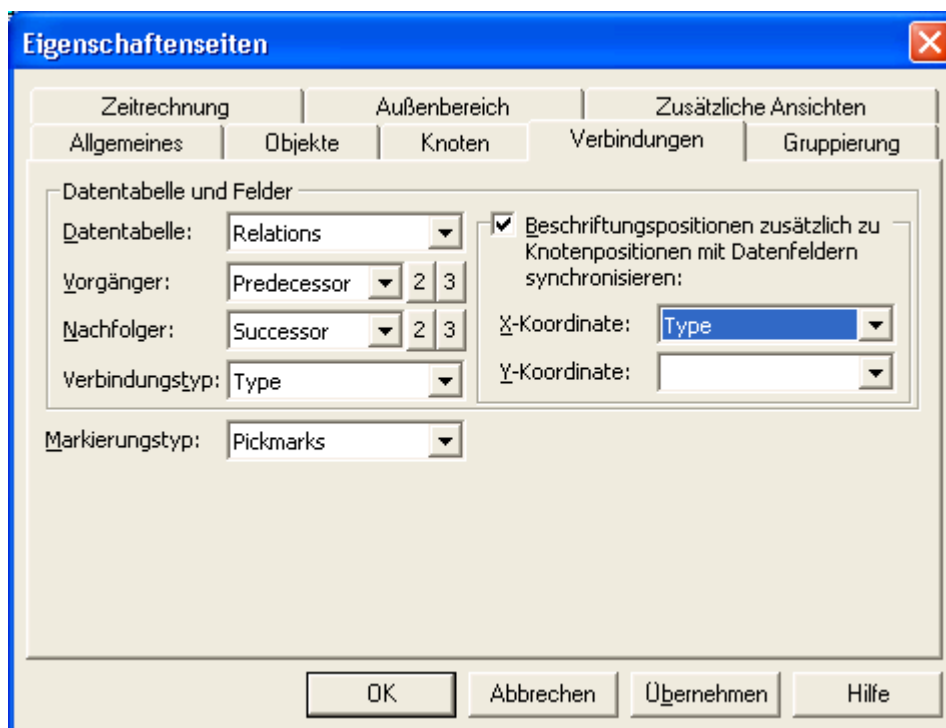 Eigenschaftenseiten
Zeitrechnung Außenbereich Zusätzliche Ansichten
Allgemeines Objekte Knoten Verbindungen Gruppierung
Datentabelle und Felder
Datentabelle: Relations
Vorgänger: Predecessor 2 3
Nachfolger: Successor 2 3
Verbindungstyp: Type
Beschriftungspositionen zusätzlich zu
Knotenpositionen mit Datenfeldern
synchronisieren:
X-Koordinate: Type
Y-Koordinate:
Markierungstyp: Pickmarks
OK Abbrechen Übernehmen Hilfe